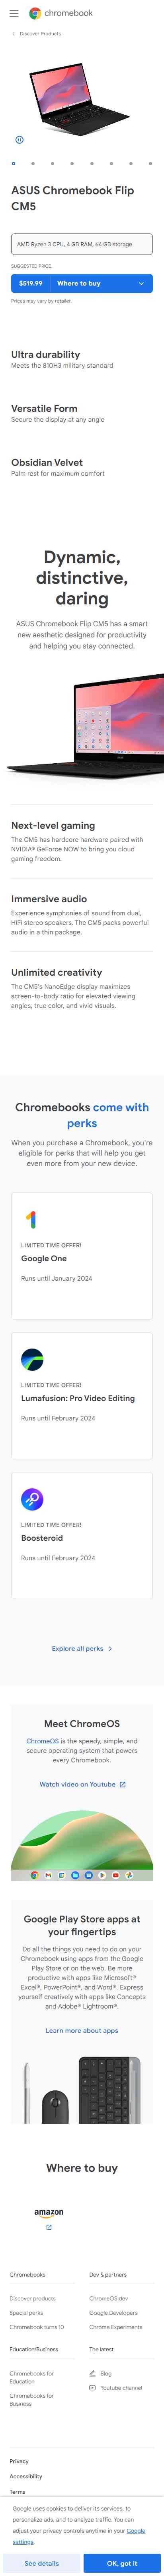 chromebook
Discover Products
ASUS Chromebook Flip
CM5
AMD Ryzen 3 CPU, 4 GB RAM, 64 GB storage
SUGGESTED PRICE
$519.99 Where to buy
Prices may vary by retailer.
Ultra durability
Meets the 810H3 military standard
Versatile Form
Secure the display at any angle
Obsidian Velvet
Palm rest for maximum comfort
Dynamic,
distinctive,
daring
ASUS Chromebook Flip CM5 has a smart
new aesthetic designed for productivity
and helping you stay connected.
Next-level gaming
The CM5 has hardcore hardware paired with
NVIDIA® GeForce NOW to bring you cloud
gaming freedom.
Immersive audio
Experience symphonies of sound from dual,
HiFi stereo speakers. The CM5 packs powerful
audio in a thin package.
Unlimited creativity
The CM5's NanoEdge display maximizes
screen-to-body ratio for elevated viewing
angles, true color, and vivid visuals.
Chromebooks come with
perks
When you purchase a Chromebook, you're
eligible for perks that will help you get
even more from your new device.
LIMITED TIME OFFER!
Google One
Runs until January 2024
LIMITED TIME OFFER!
Lumafusion: Pro Video Editing
Runs until February 2024
LIMITED TIME OFFER!
Boosteroid
Runs until February 2024
Explore all perks
Meet ChromeOS
ChromeOS is the speedy, simple, and
secure operating system that powers
every Chromebook.
Watch video on Youtube
Google Play Store apps at
your fingertips
Do all the things you need to do on your
Chromebook using apps from the Google
Play Store or on the web. Be more
productive with apps like Microsoft®
Excel®, PowerPoint®, and Word®. Express
yourself creatively with apps like Concepts
and Adobe® Lightroom®.
Learn more about apps
Where to buy
amazon
Chromebooks
Discover products
Special perks
Chromebook turns 10
Dev & partners
ChromeOS.dev
Google Developers
Chrome Experiments
Education/Business
Chromebooks for
Education
Chromebooks for
Business
The latest
Blog
Youtube channel
Privacy
Accessibility
Terms
Google uses cookies to deliver its services, to
personalize ads, and to analyze traffic. You can
adjust your privacy controls anytime in your Google
settings.
See details
OK, got it